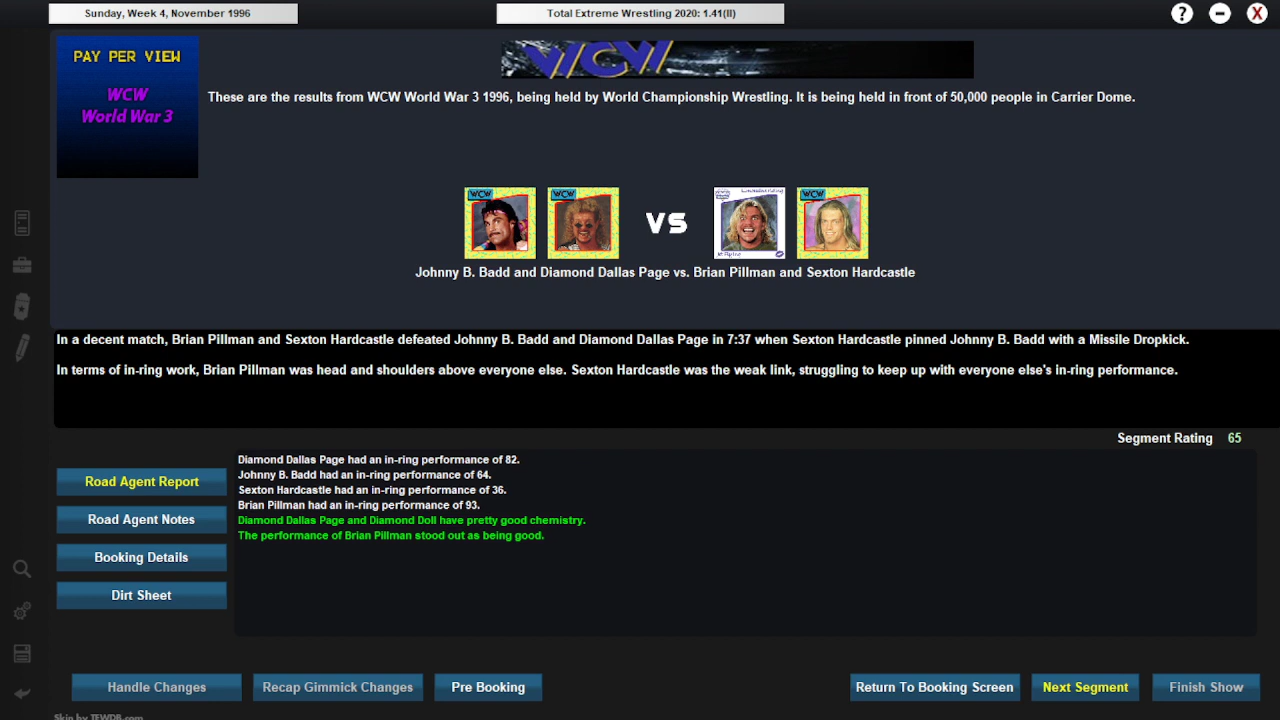 Sunday, Week 4, November 1996
Total Extreme Wrestling 2020: 1.41(II)
?
X
PAY PER VIEW
WCW
World War 3
WCW
These are the results from WCW World War 3 1996, being held by World Championship Wrestling. It is being held in front of 50,000 people in Carrier Dome.
WCW
WCW
VS
WCW
Johnny B. Badd and Diamond Dallas Page vs. Brian Pillman and Sexton Hardcastle
In a decent match, Brian Pillman and Sexton Hardcastle defeated Johnny B. Badd and Diamond Dallas Page in 7:37 when Sexton Hardcastle pinned Johnny B. Badd with a Missile Dropkick.
In terms of in-ring work, Brian Pillman was head and shoulders above everyone else. Sexton Hardcastle was the weak link, struggling to keep up with everyone else's in-ring performance.
Segment Rating 65
Road Agent Report
Road Agent Notes
Booking Details
Dirt Sheet
Diamond Dallas Page had an in-ring performance of 82.
Johnny B. Badd had an in-ring performance of 64.
Sexton Hardcastle had an in-ring performance of 36.
Brian Pillman had an in-ring performance of 93.
Diamond Dallas Page and Diamond Doll have pretty good chemistry.
The performance of Brian Pillman stood out as being good.
Handle Changes
Recap Gimmick Changes
Pre Booking
Return To Booking Screen
Next Segment
Finish Show
Skin by TEWDB.com